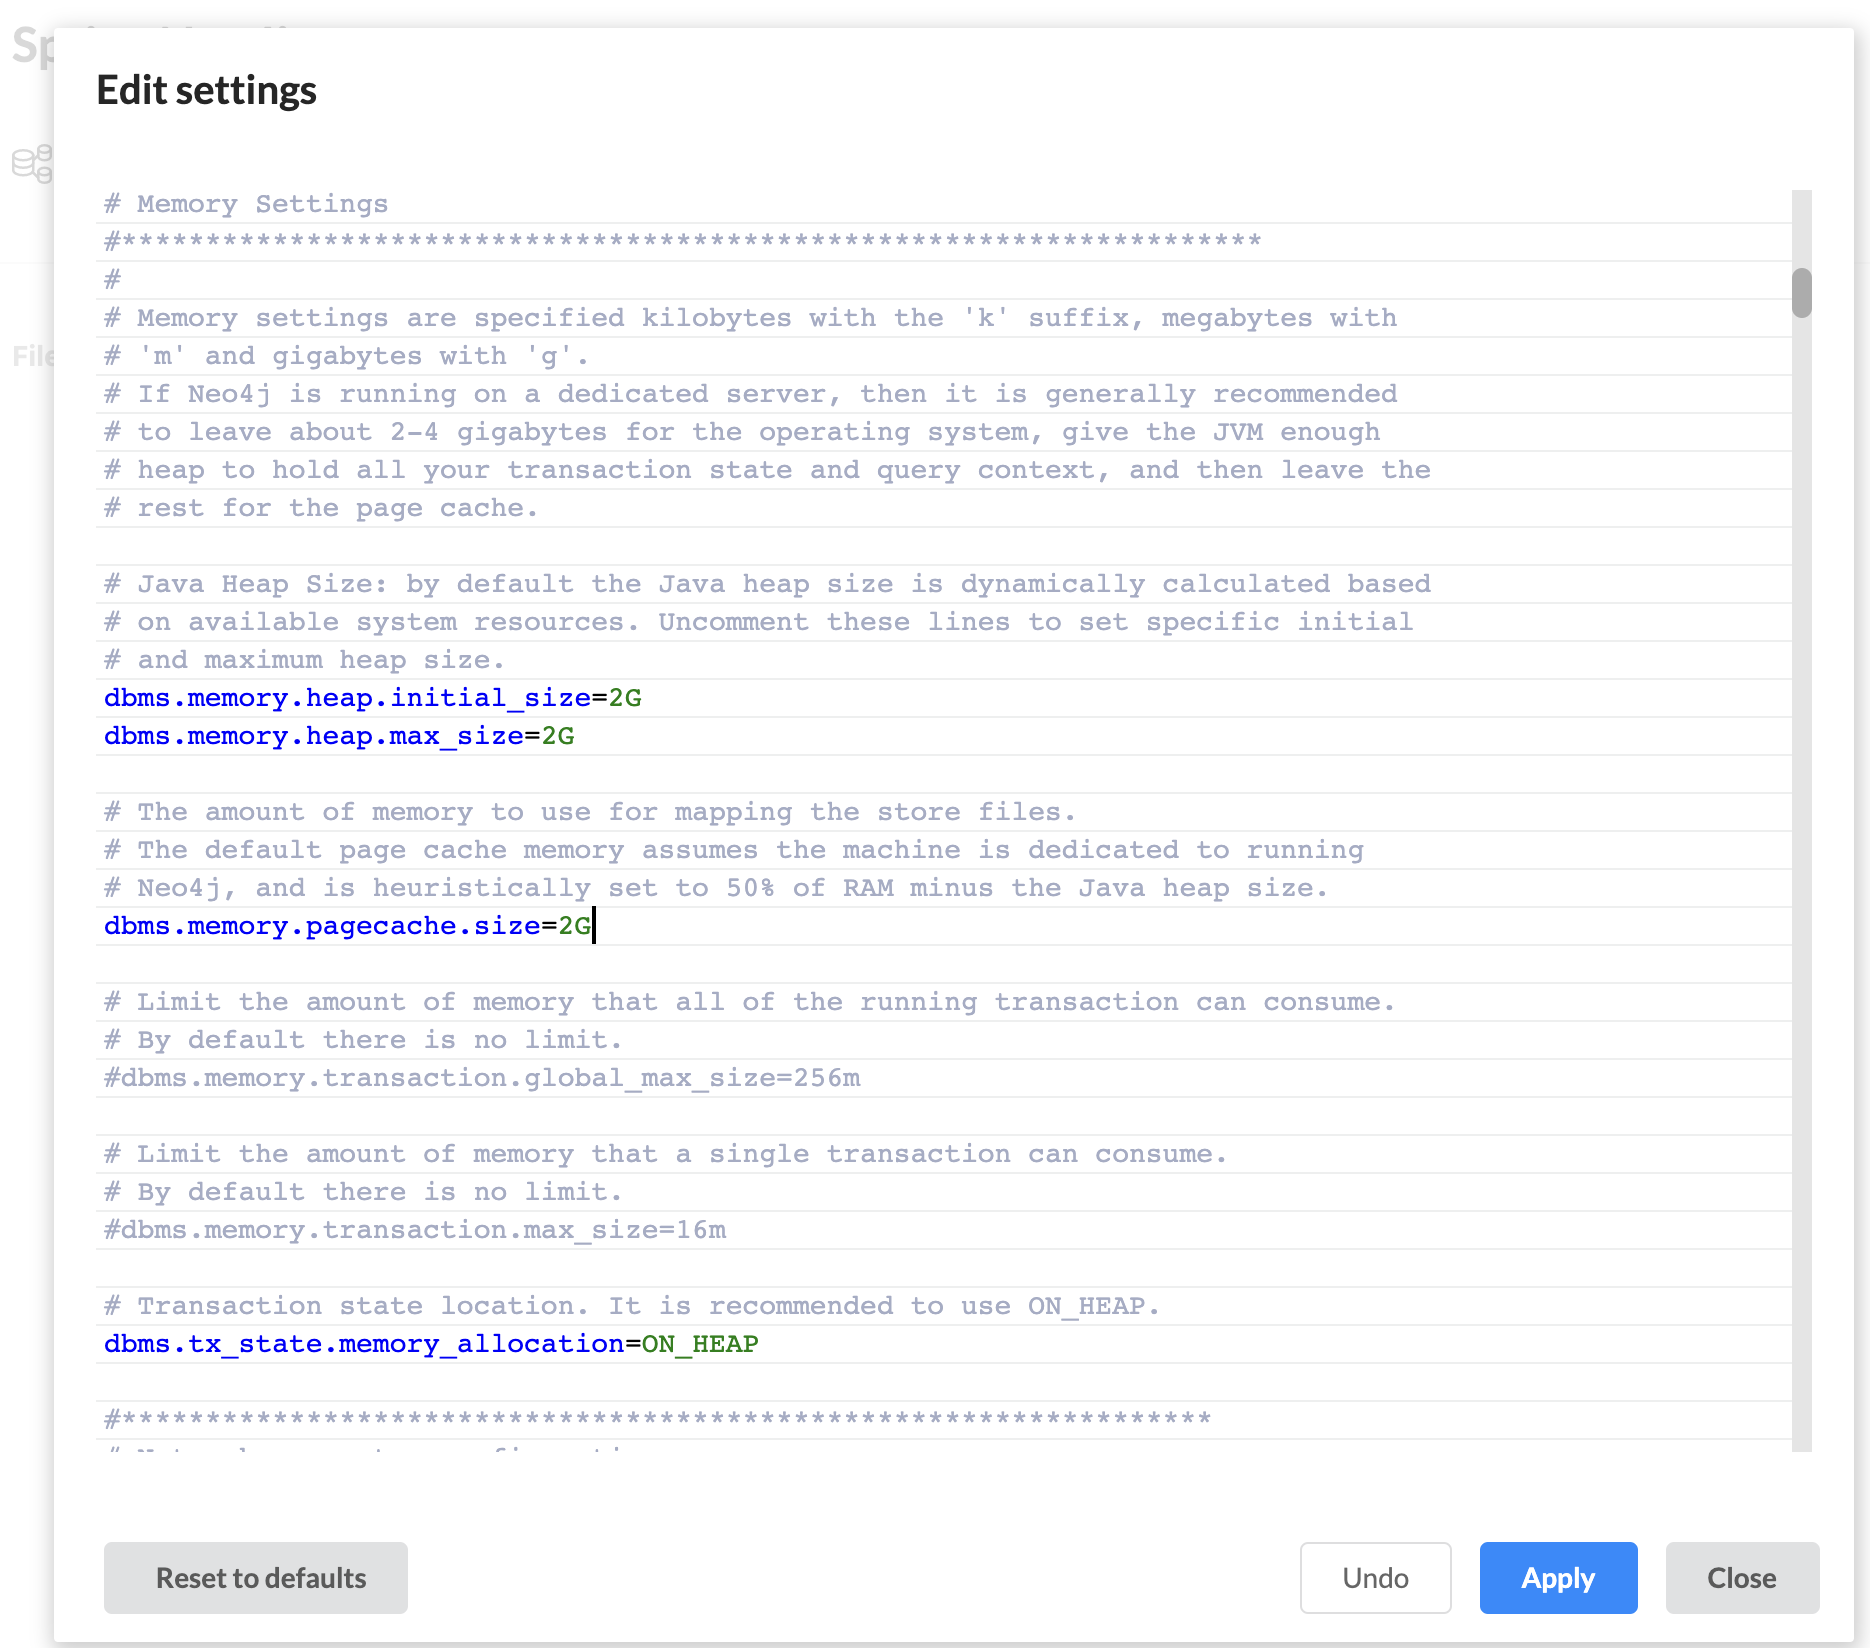 Edit settings
# Memory Settings
#********************************************************************
#
# Memory settings are specified kilobytes with the 'k' suffix, megabytes with
# 'm' and gigabytes with 'g'.
# If Neo4j is running on a dedicated server, then it is generally recommended
# to leave about 2-4 gigabytes for the operating system, give the JVM enough
# heap to hold all your transaction state and query context, and then leave the
# rest for the page cache.
# Java Heap Size: by default the Java heap size is dynamically calculated based
# on available system resources. Uncomment these lines to set specific initial
# and maximum heap size.
dbms.memory.heap.initial_size=2G
dbms.memory.heap.max_size=2G
# The amount of memory to use for mapping the store files.
# The default page cache memory assumes the machine is dedicated to running
# Neo4j, and is heuristically set to 50% of RAM minus the Java heap size.
dbms.memory.pagecache.size=2G
# Limit the amount of memory that all of the running transaction can consume.
# By default there is no limit.
#dbms.memory.transaction.global_max_size=256m
# Limit the amount of memory that a single transaction can consume.
# By default there is no limit.
#dbms.memory.transaction.max_size=16m
# Transaction state location. It is recommended to use ON_HEAP.
dbms.tx_state.memory_allocation=ON_HEAP
#*****************************************************************
Reset to defaults
Undo
Apply
Close